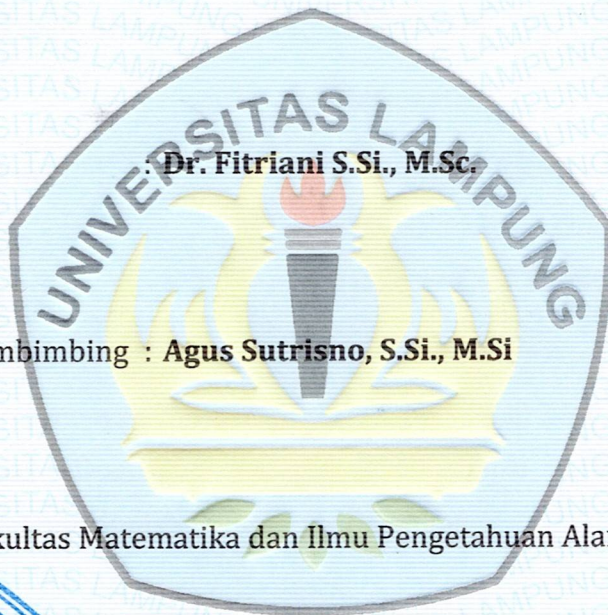 UNIVERSITAS LAMPUNG
: Dr. Fitriani S.Si., M.Sc.
mbimbing : Agus Sutrisno, S.Si., M.Si
kultas Matematika dan Ilmu Pengetahuan Ala